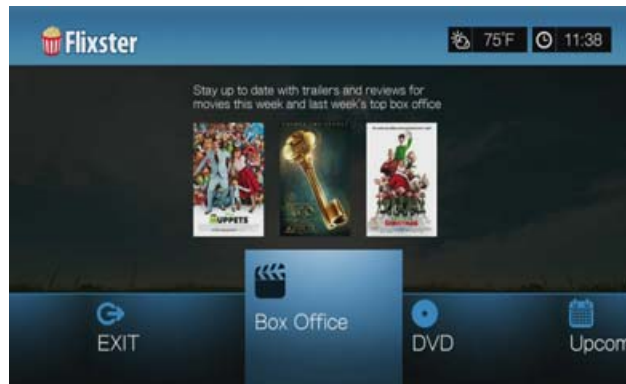 Flixster
75°F
11:38
Stay up to date with trailers and reviews for
movies this week and last week's top box office
MUPPETS
EXIT
Box Office
DVD
Upcom